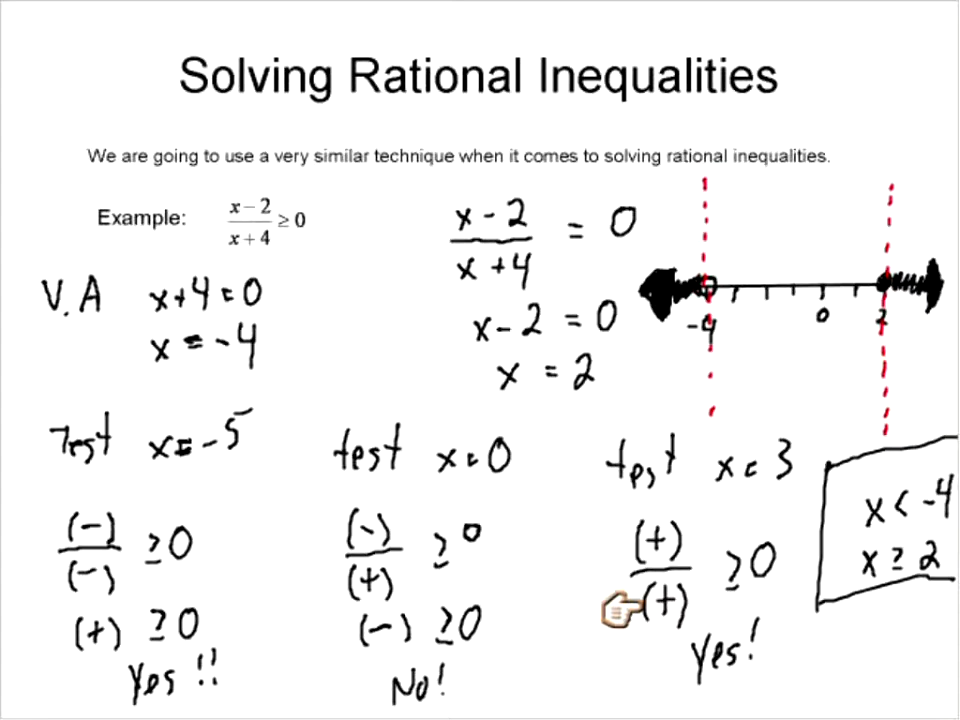 Solving Rational Inequalities
We are going to use a very similar technique when it comes to solving rational inequalities.
Example: x − 2 / x + 4 ≥ 0
x - 2 / x + 4 = 0
V.A x + 4 = 0
x = -4
x - 2 = 0
x = 2
-4 0 2
Test x = -5
(-) / (-) ≥ 0
(+) ≥ 0
Yes !!
test x = 0
(-) / (+) ≥ 0
(-) ≥ 0
No!
test x = 3
(+) / (+) ≥ 0
Yes!
x < -4
x ≥ 2